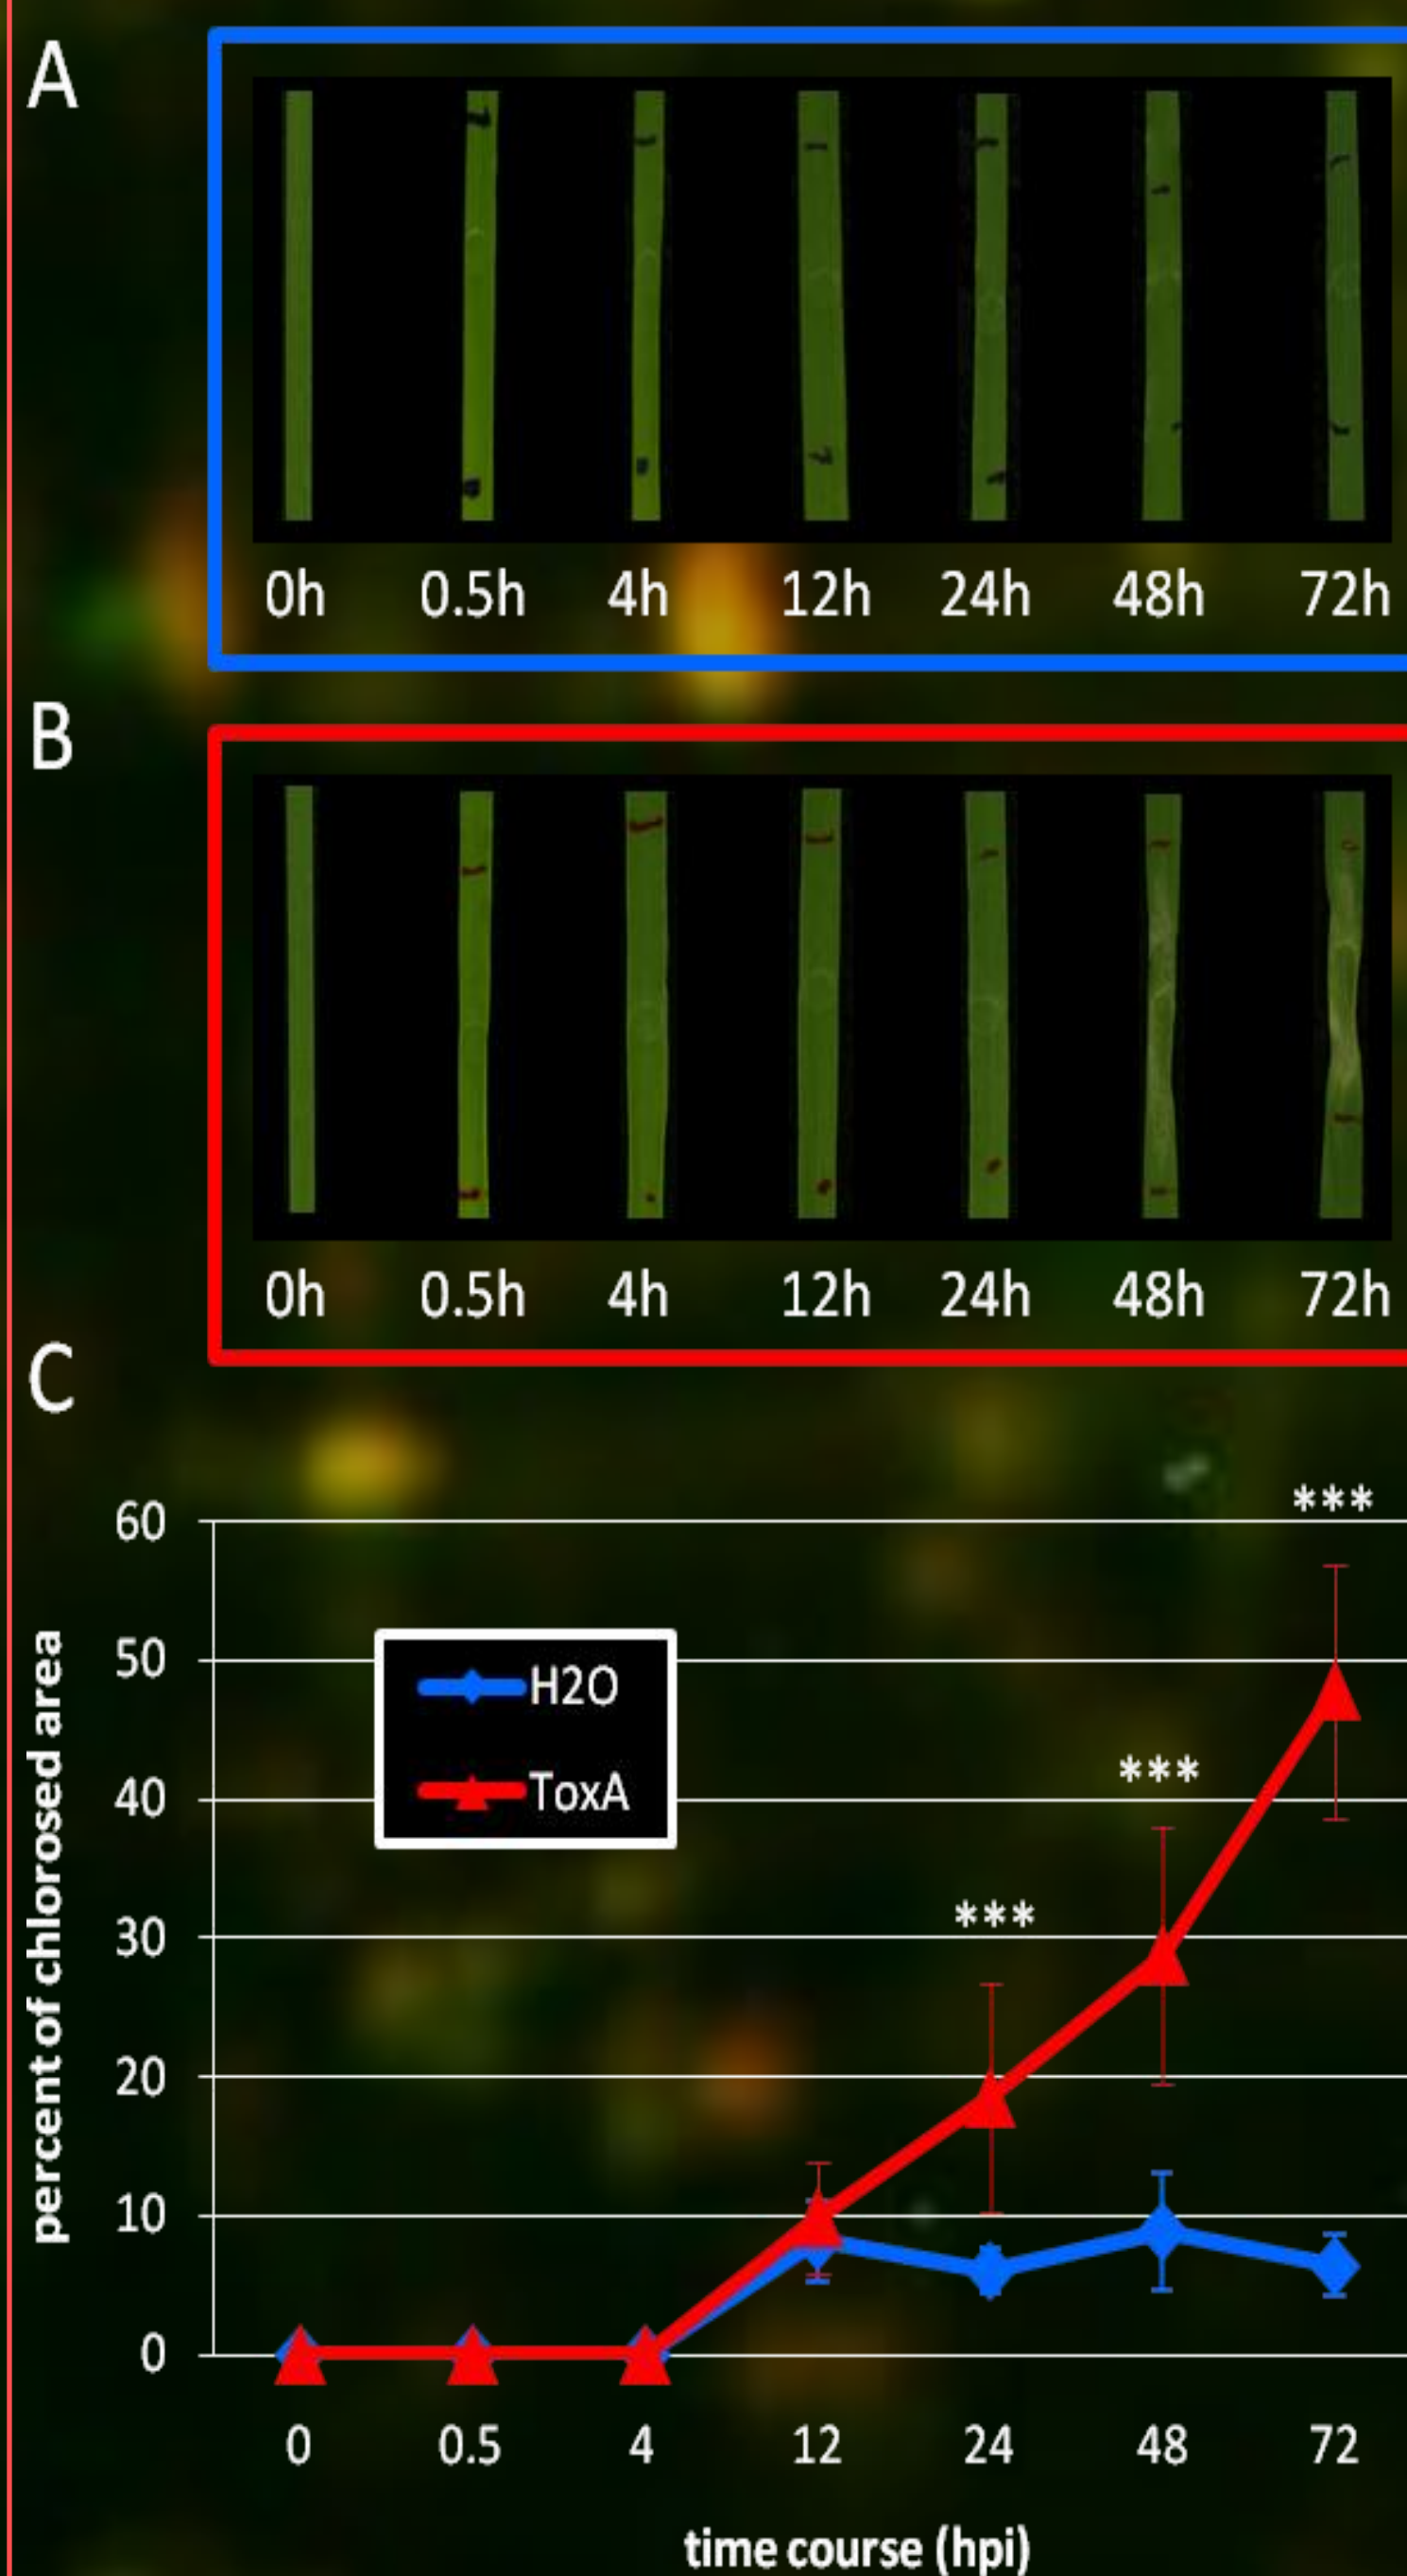 A
0h 0.5h 4h 12h 24h 48h 72h
B
0h 0.5h 4h 12h 24h 48h 72h
C
percent of chlorosed area
60
50
40
30
20
10
0
H2O
ToxA
***
***
***
0 0.5 4 12 24 48 72
time course (hpi)